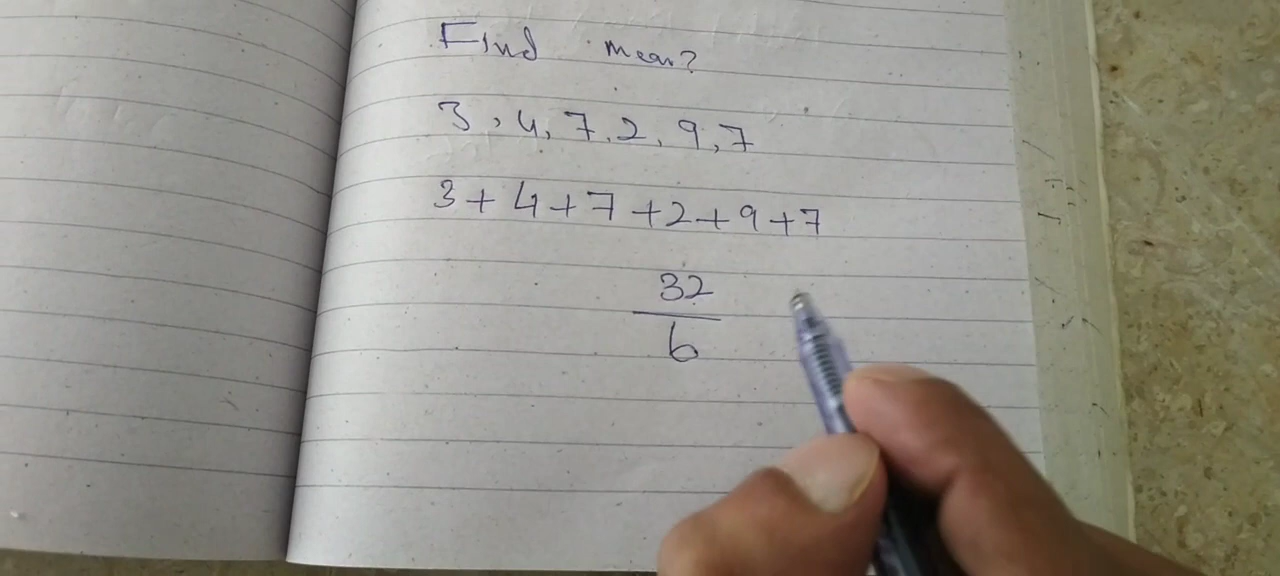 Find mean?
3, 4, 7, 2, 9, 7
3 + 4 + 7 + 2 + 9 + 7
32
6